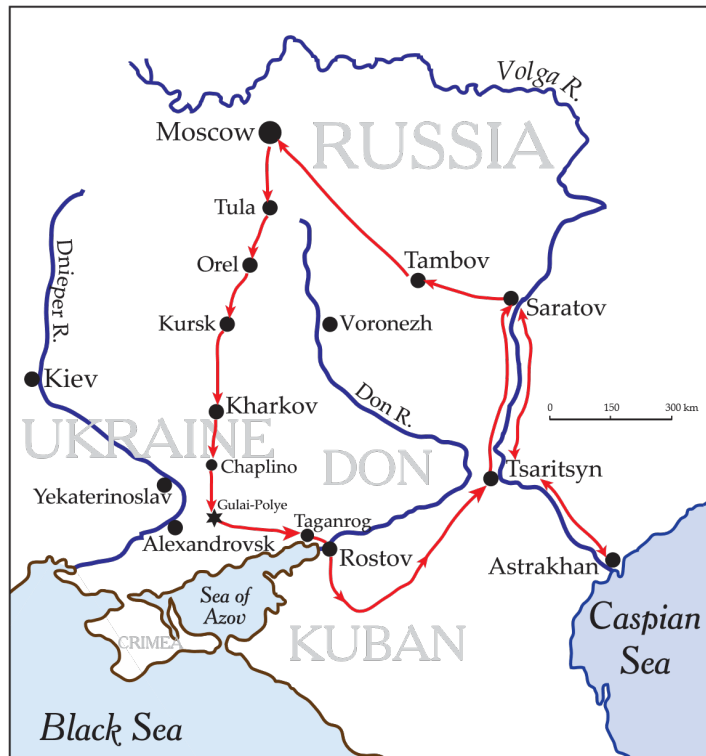 Volga R.
Moscow
RUSSIA
Tula
Dnieper R.
Orel
Tambov
Saratov
Kursk
Voronezh
Kiev
Don R.
0 150 300 km
Kharkov
UKRAINE
DON
Chaplino
Tsaritsyn
Yekaterinoslav
Gulai-Polye
Taganrog
Alexandrovsk
Rostov
Astrakhan
Sea of
Azov
Caspian
Sea
CRIMEA
KUBAN
Black Sea